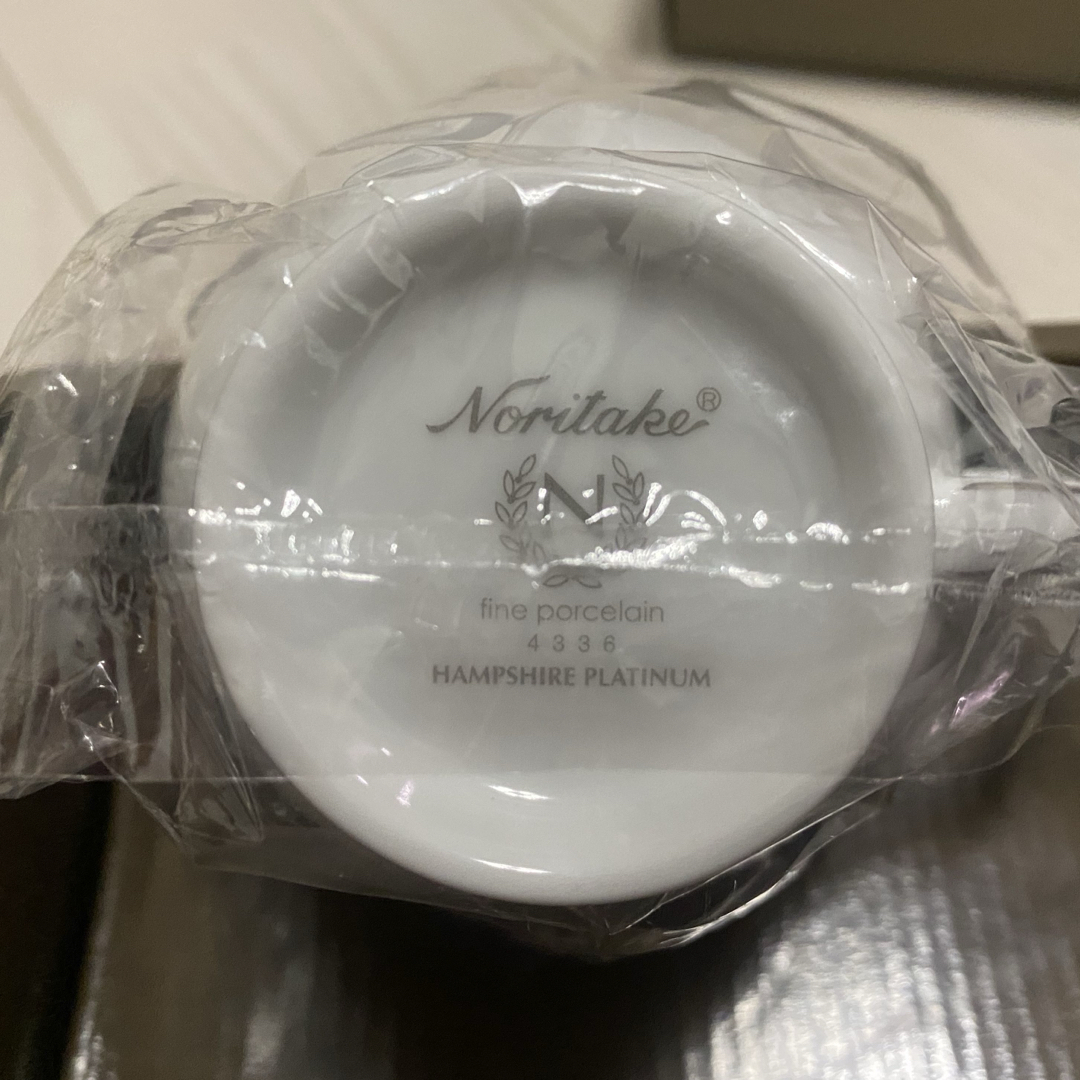 Noritake®
N
fine porcelain
4336
HAMPSHIRE PLATINUM